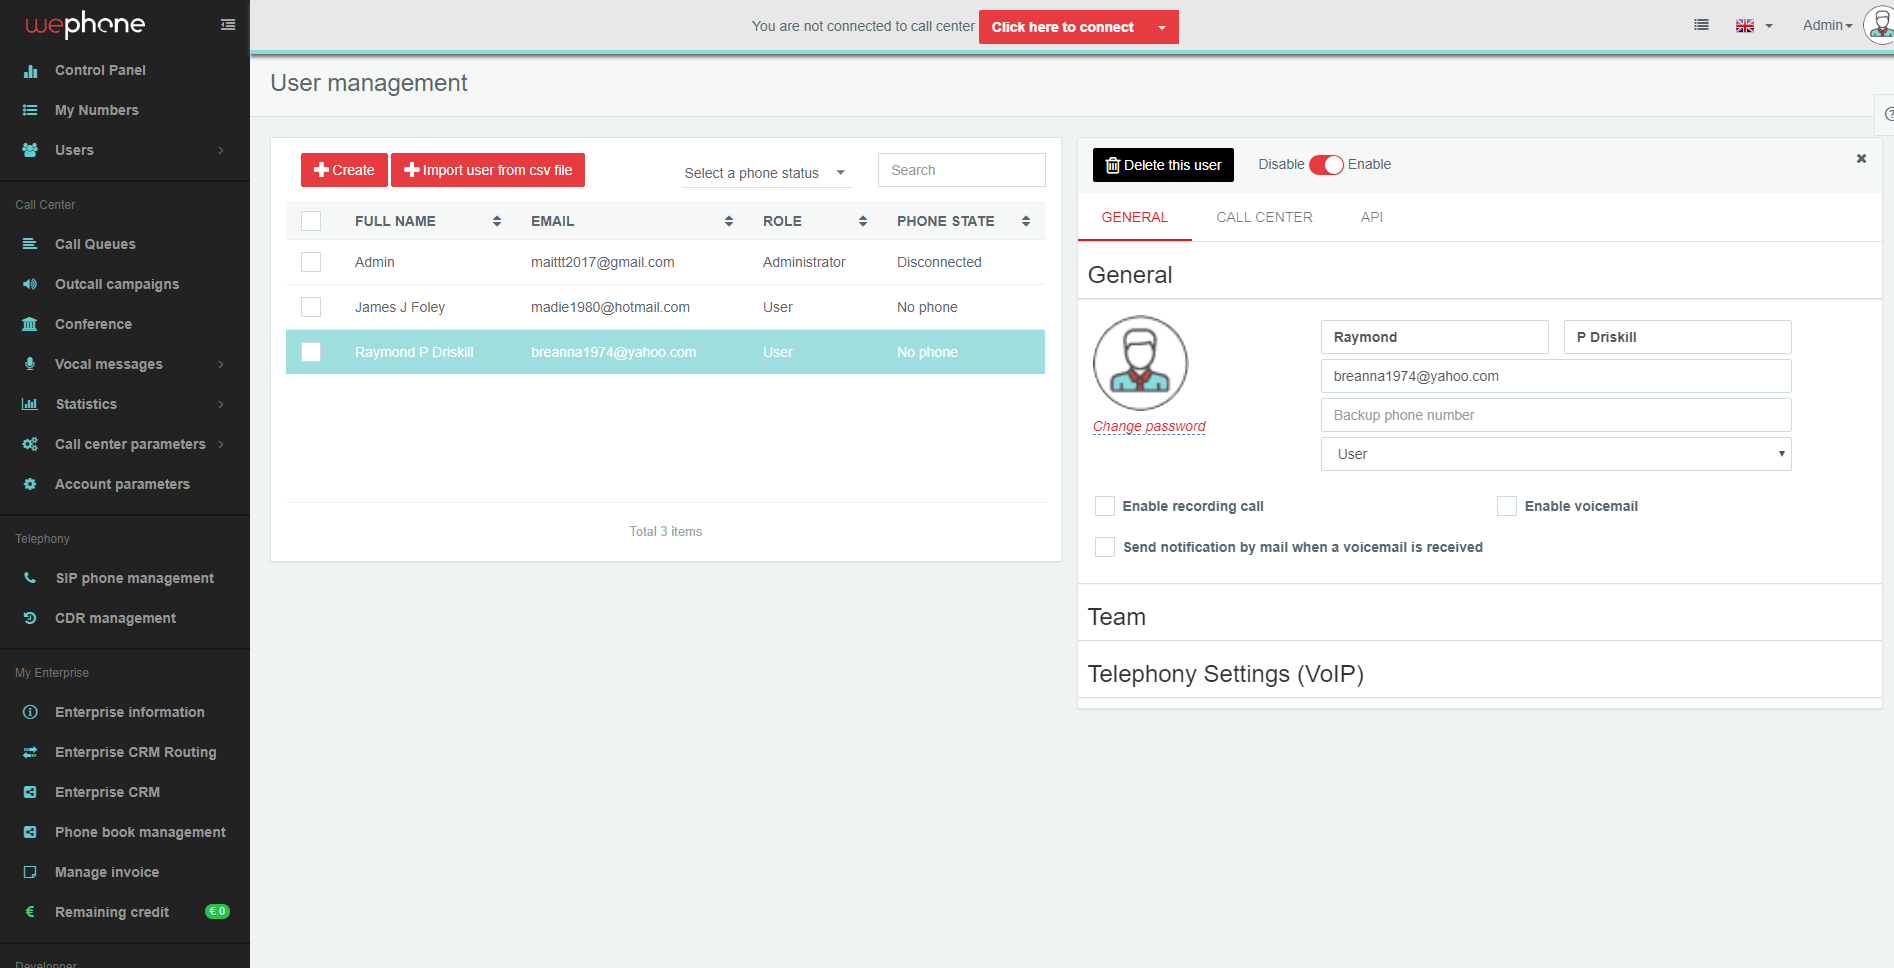 wephone
You are not connected to call center
Click here to connect
Admin
Control Panel
My Numbers
Users
Call Center
Call Queues
Outcall campaigns
Conference
Vocal messages
Statistics
Call center parameters
Account parameters
Telephony
SIP phone management
CDR management
My Enterprise
Enterprise information
Enterprise CRM Routing
Enterprise CRM
Phone book management
Manage invoice
Remaining credit € 0
Developper
User management
Create
Import user from csv file
Select a phone status
Search
FULL NAME EMAIL ROLE PHONE STATE
Admin maittt2017@gmail.com Administrator Disconnected
James J Foley madie1980@hotmail.com User No phone
Raymond P Driskill breanna1974@yahoo.com User No phone
Total 3 items
Delete this user
Disable Enable
GENERAL CALL CENTER API
General
Raymond P Driskill
breanna1974@yahoo.com
Backup phone number
User
Change password
Enable recording call Enable voicemail
Send notification by mail when a voicemail is received
Team
Telephony Settings (VoIP)